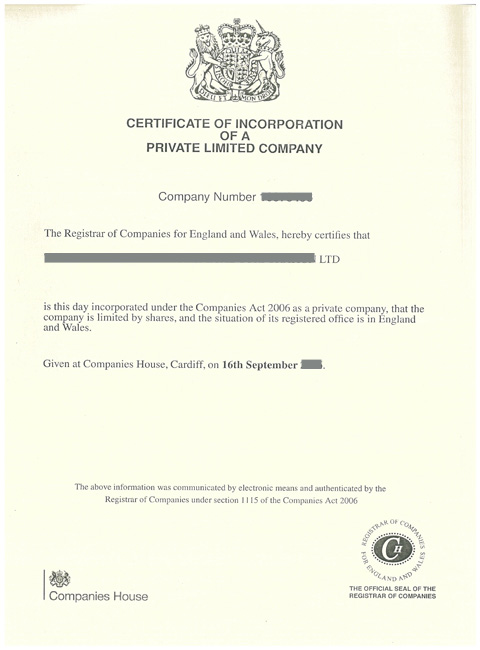 DIEU ET MON DROIT
CERTIFICATE OF INCORPORATION
OF A
PRIVATE LIMITED COMPANY
Company Number
The Registrar of Companies for England and Wales, hereby certifies that
LTD
is this day incorporated under the Companies Act 2006 as a private company, that the
company is limited by shares, and the situation of its registered office is in England
and Wales.
Given at Companies House, Cardiff, on 16th September .
The above information was communicated by electronic means and authenticated by the
Registrar of Companies under section 1115 of the Companies Act 2006
REGISTRAR OF COMPANIES
FOR ENGLAND AND WALES
CH
Companies House
THE OFFICIAL SEAL OF THE
REGISTRAR OF COMPANIES